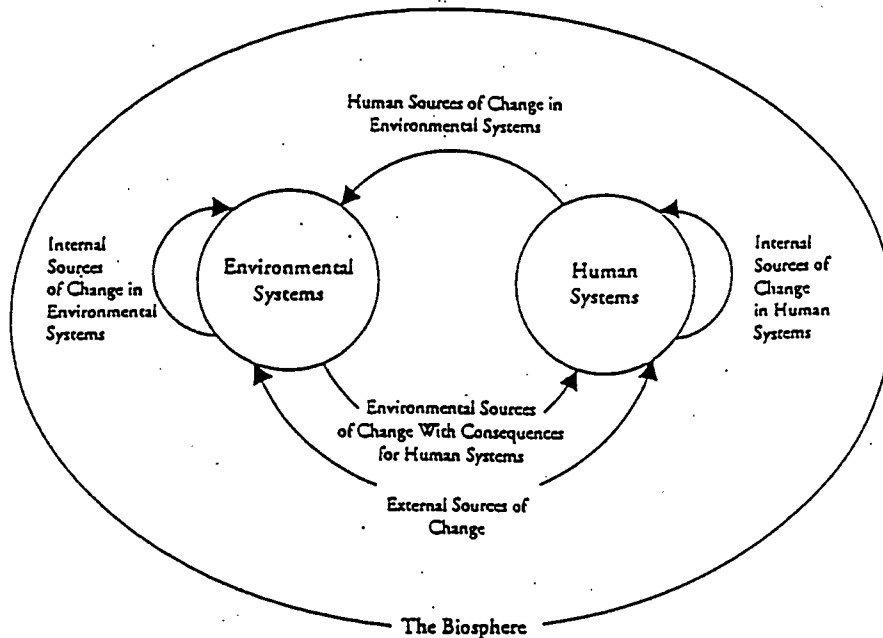 Human Sources of Change in
Environmental Systems
Internal
Sources
of Change in
Environmental
Systems
Environmental
Systems
Human
Systems
Internal
Sources of
Change
in Human
Systems
Environmental Sources
of Change With Consequences
for Human Systems
External Sources of
Change
The Biosphere